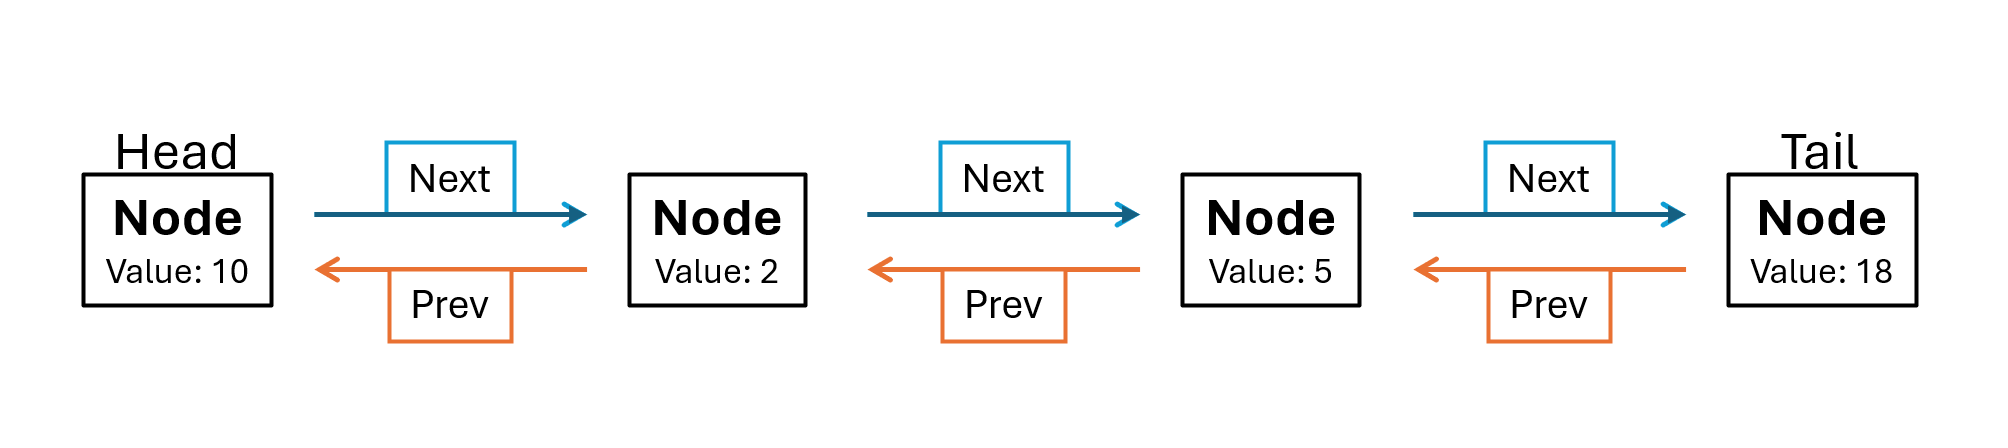 Head
Node
Value: 10
Next
Prev
Node
Value: 2
Next
Prev
Node
Value: 5
Next
Prev
Tail
Node
Value: 18